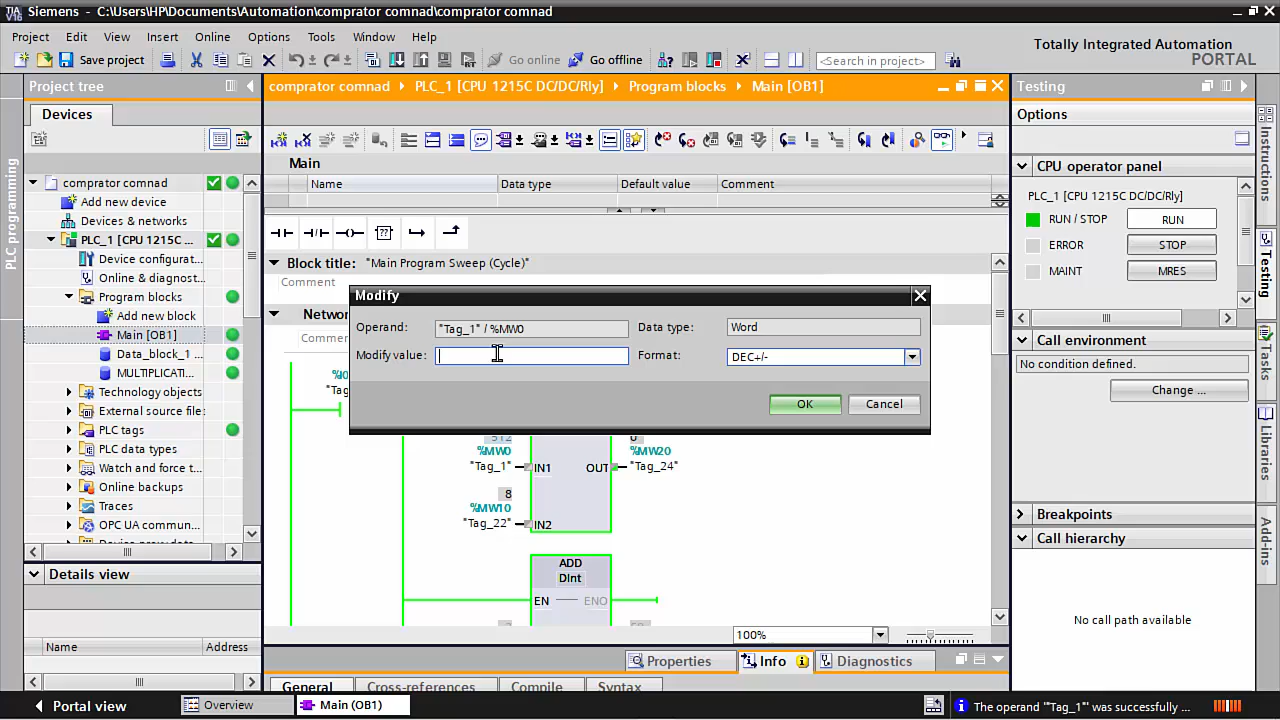 TIA
V16
Siemens - C:\Users\HP\Documents\Automation\comprator comnad\comprator comnad
Project Edit View Insert Online Options Tools Window Help
Totally Integrated Automation
PORTAL
Save project
Go online
Go offline
<Search in project>
Project tree
comprator comnad
PLC_1 [CPU 1215C DC/DC/Rly]
Program blocks
Main [OB1]
Testing
Devices
Options
PLC programming
Main
Name
Data type
Default value
Comment
comprator comnad
Add new device
Devices & networks
PLC_1 [CPU 1215C ...
Device configurat...
Online & diagnost...
Program blocks
Add new block
Main [OB1]
Data_block_1 ...
MULTIPLICATI...
Technology objects
External source file:
PLC tags
PLC data types
Watch and force t...
Online backups
Traces
OPC UA commun...
Details view
Name
Address
Block title:
"Main Program Sweep (Cycle)"
Comment
Modify
Operand:
"Tag_1" / %MW0
Data type:
Word
Modify value:
Format:
DEC+/-
OK
Cancel
512
%MW0
"Tag_1"
IN1
OUT
0
%MW20
"Tag_24"
8
%MW10
"Tag_22"
IN2
ADD
DInt
EN
ENO
100%
Properties
Info
Diagnostics
General
Cross-references
Compile
Syntax
CPU operator panel
PLC_1 [CPU 1215C DC/DC/Rly]
RUN / STOP
RUN
ERROR
STOP
MAINT
MRES
Call environment
No condition defined.
Change ...
Breakpoints
Call hierarchy
No call path available
Instructions
Testing
Tasks
Libraries
Add-ins
Portal view
Overview
Main (OB1)
The operand '"Tag_1"' was successfully ...